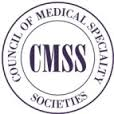 COUNCIL OF MEDICAL SPECIALTY
CMSS
SOCIETIES